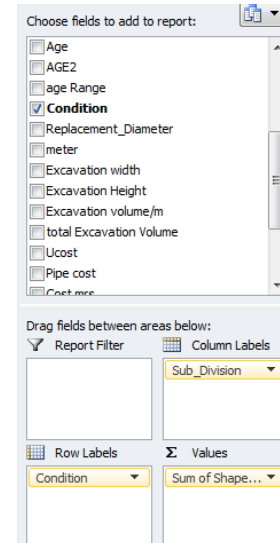 Choose fields to add to report:
Age
AGE2
age Range
Condition
Replacement_Diameter
meter
Excavation width
Excavation Height
Excavation volume/m
total Excavation Volume
Ucost
Pipe cost
Cost mrs
Drag fields between areas below:
Report Filter
Column Labels
Sub_Division
Row Labels
Σ Values
Condition
Sum of Shape...